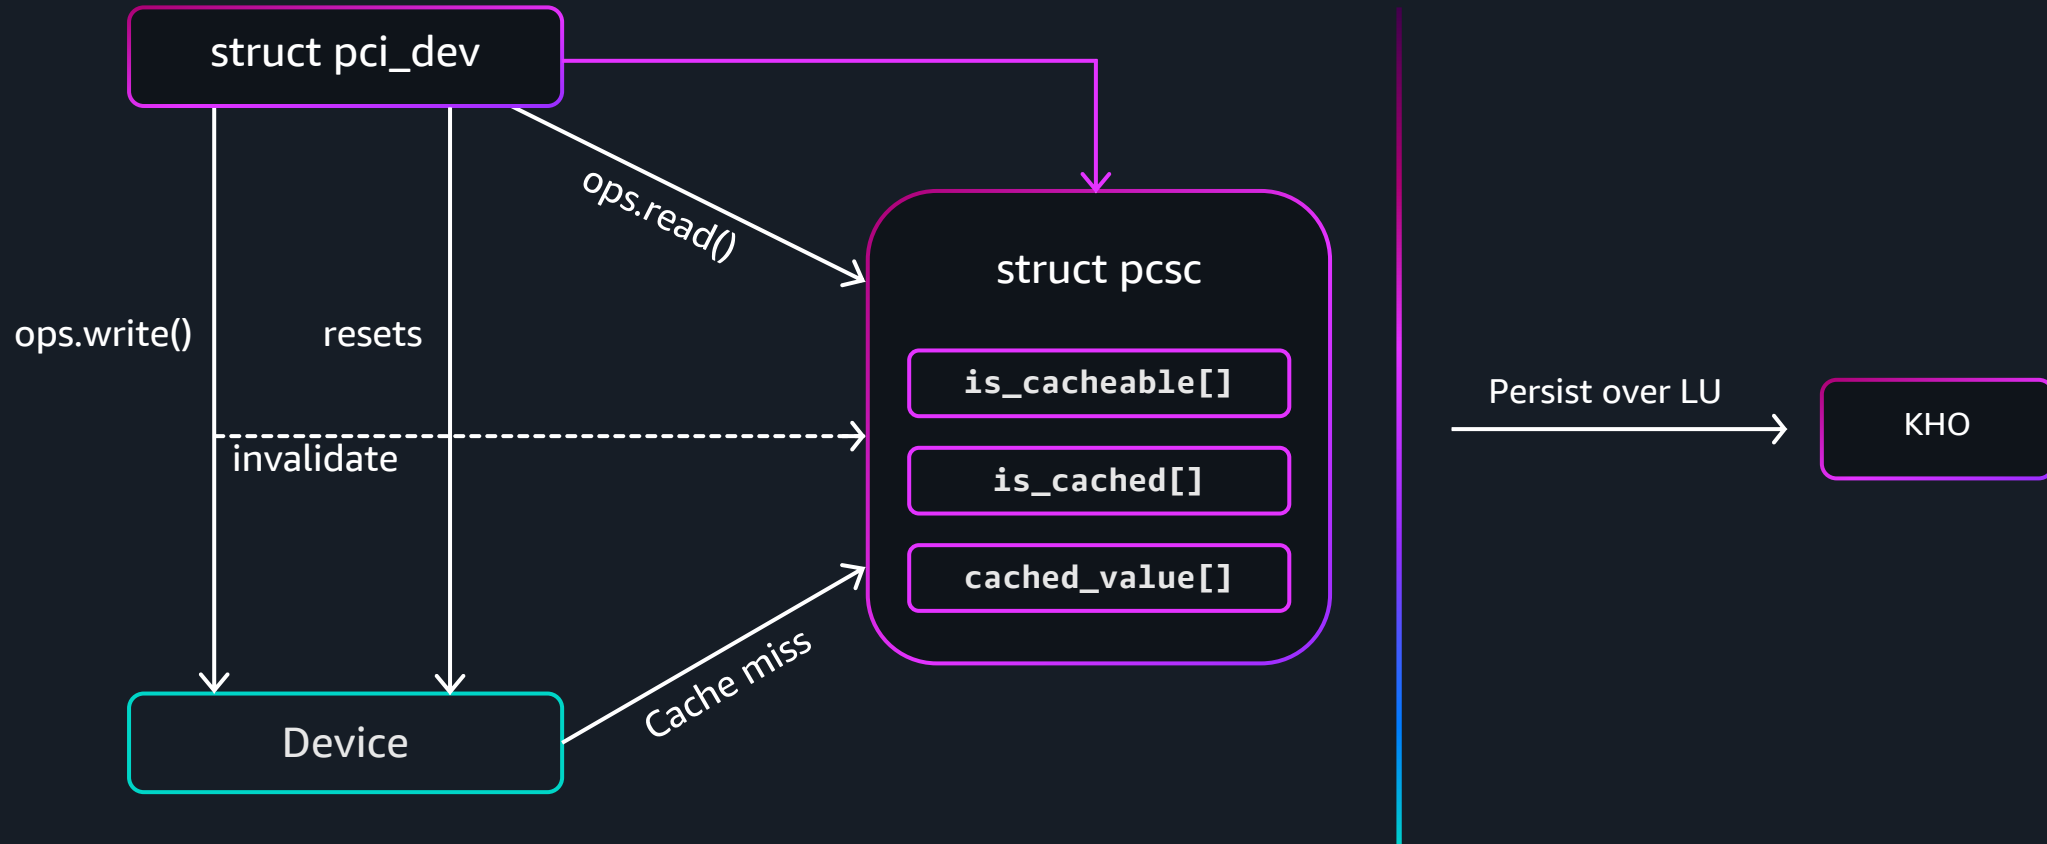 struct pci_dev
ops.read()
struct pcsc
ops.write()
resets
is_cacheable[]
Persist over LU
KHO
invalidate
is_cached[]
cached_value[]
Cache miss
Device